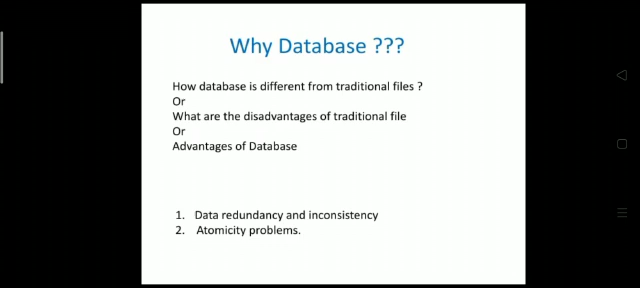 Why Database ???
How database is different from traditional files ?
Or
What are the disadvantages of traditional file
Or
Advantages of Database
1. Data redundancy and inconsistency
2. Atomicity problems.